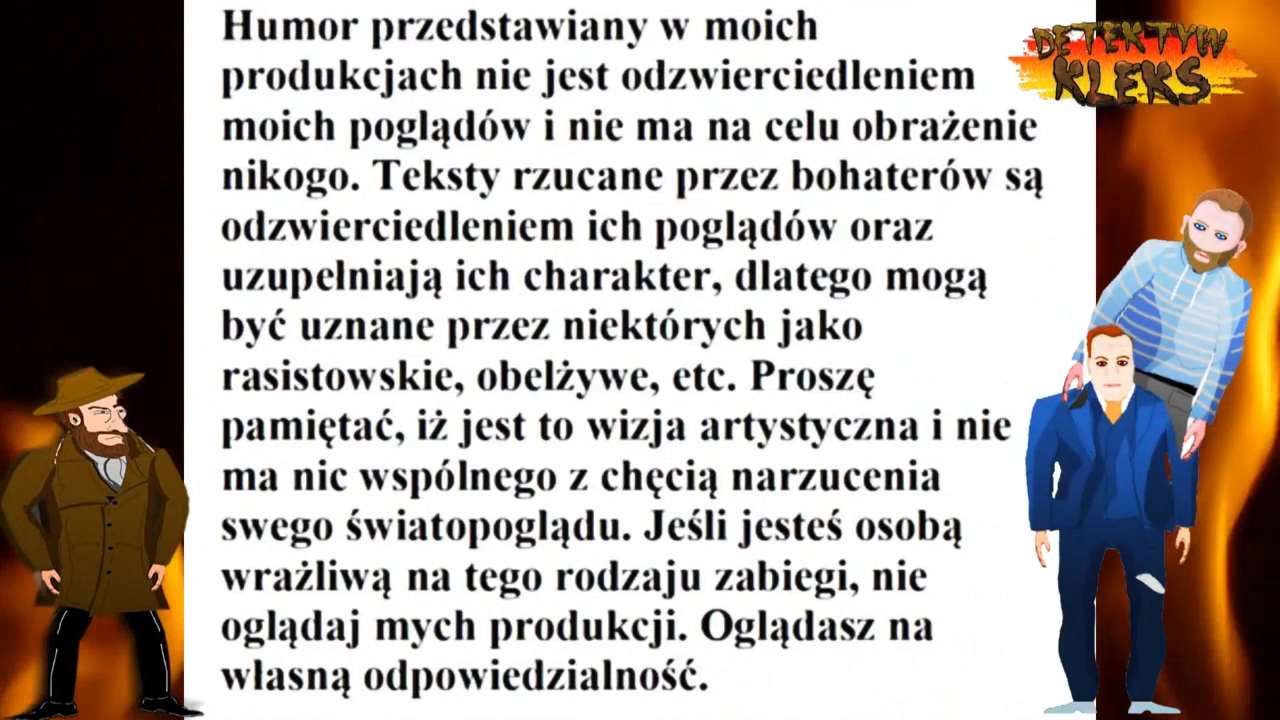 Humor przedstawiany w moich
produkcjach nie jest odzwierciedleniem
moich poglądów i nie ma na celu obrażenie
nikogo. Teksty rzucane przez bohaterów są
odzwierciedleniem ich poglądów oraz
uzupełniają ich charakter, dlatego mogą
być uznane przez niektórych jako
rasistowskie, obelżywe, etc. Proszę
pamiętać, iż jest to wizja artystyczna i nie
ma nic wspólnego z chęcią narzucenia
swego światopoglądu. Jeśli jesteś osobą
wrażliwą na tego rodzaju zabiegi, nie
oglądaj mych produkcji. Oglądasz na
własną odpowiedzialność.
DETEKTYW
KLEKS